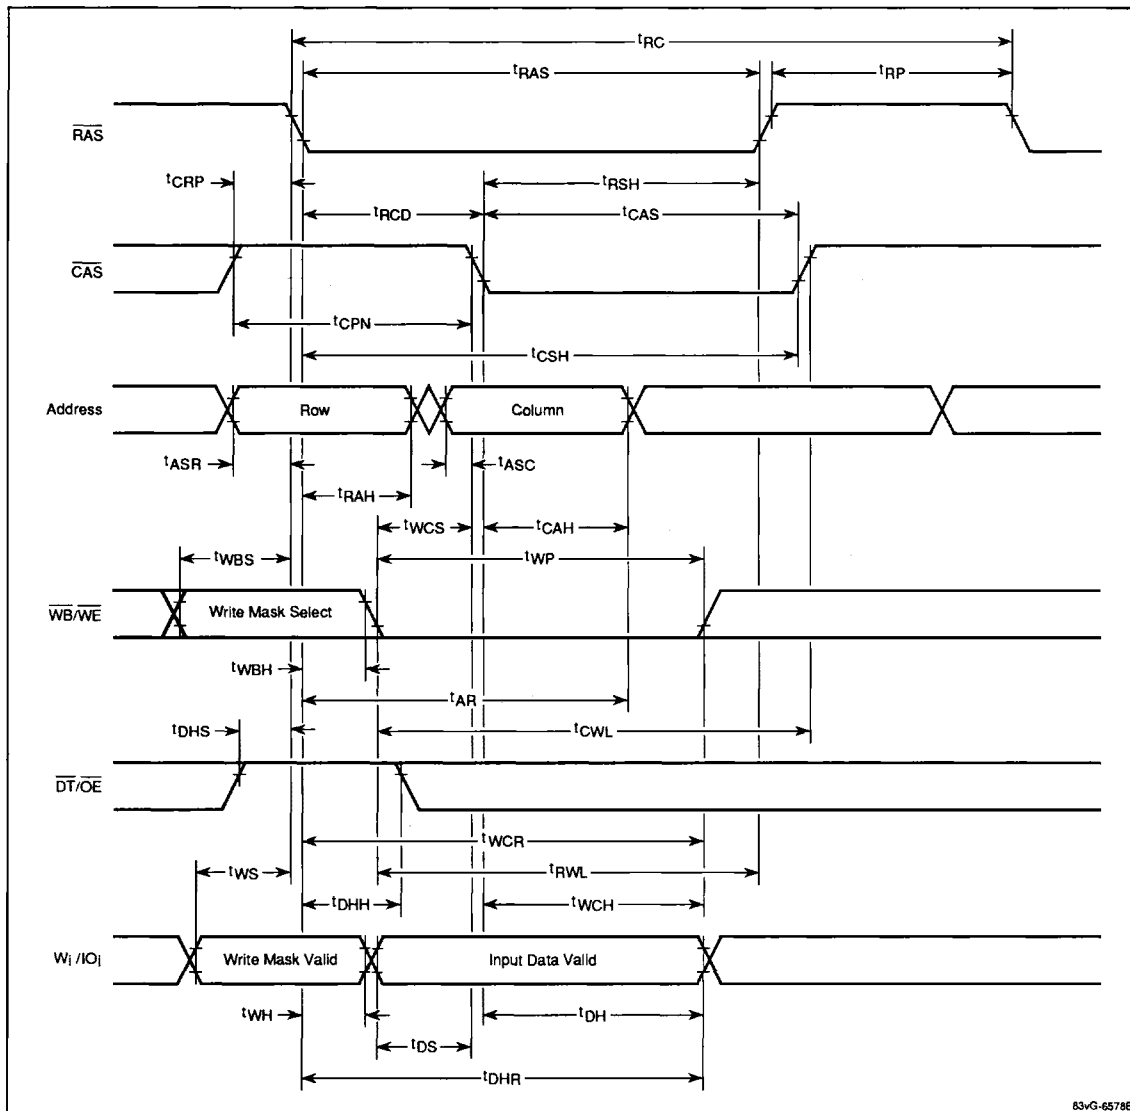 tRC
tRAS
tRP
RAS
tCRP
tRSH
tRCD
tCAS
CAS
tCPN
tCSH
Address
Row
Column
tASR
tASC
tRAH
tWCS
tCAH
tWBS
tWP
WB/WE
Write Mask Select
tWBH
tAR
tDHS
tCWL
DT/OE
tWCR
tWS
tRWL
tDHH
tWCH
Wi/IOi
Write Mask Valid
Input Data Valid
tWH
tDH
tDS
tDHR
83vG-6578B